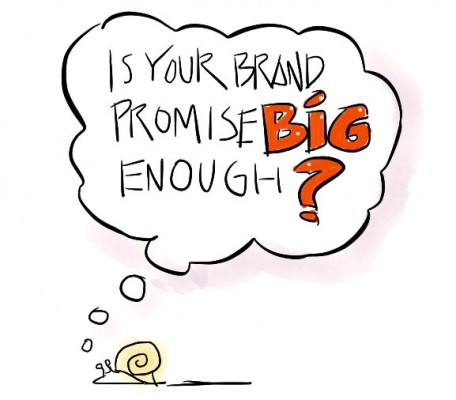 IS YOUR BRAND
PROMISE BiG
ENOUGH?